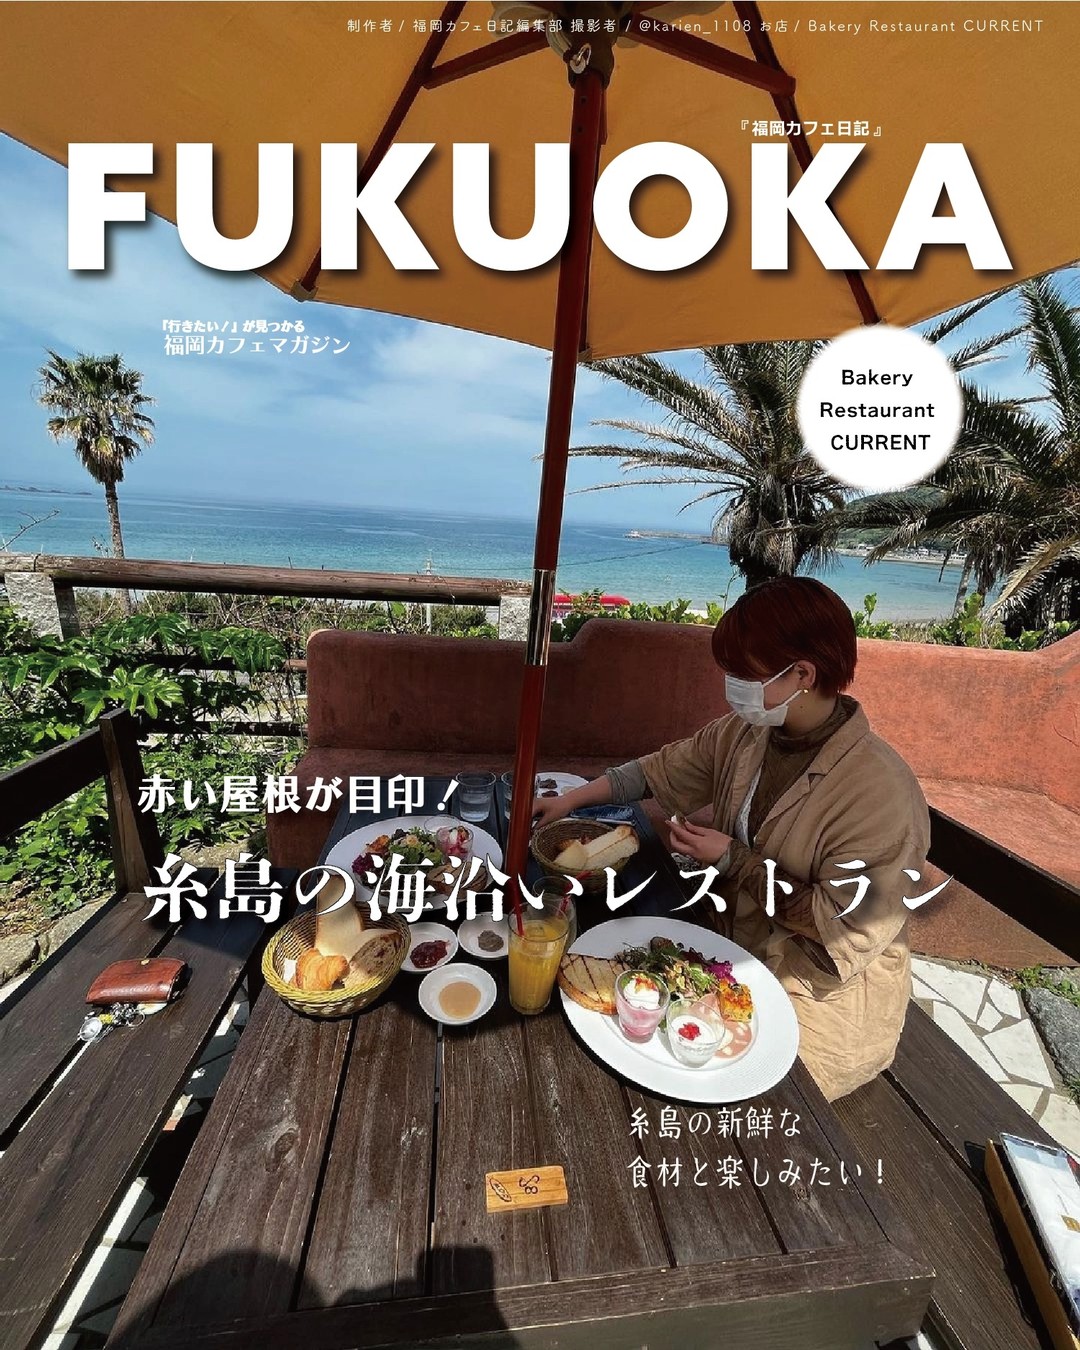 制作者 / 福岡カフェ日記編集部 撮影者 / @karien_1108 お店 / Bakery Restaurant CURRENT
『 福岡カフェ日記 』
FUKUOKA
『行きたい！』が見つかる
福岡カフェマガジン
Bakery
Restaurant
CURRENT
赤い屋根が目印！
糸島の海沿いレストラン
糸島の新鮮な
食材と楽しみたい！